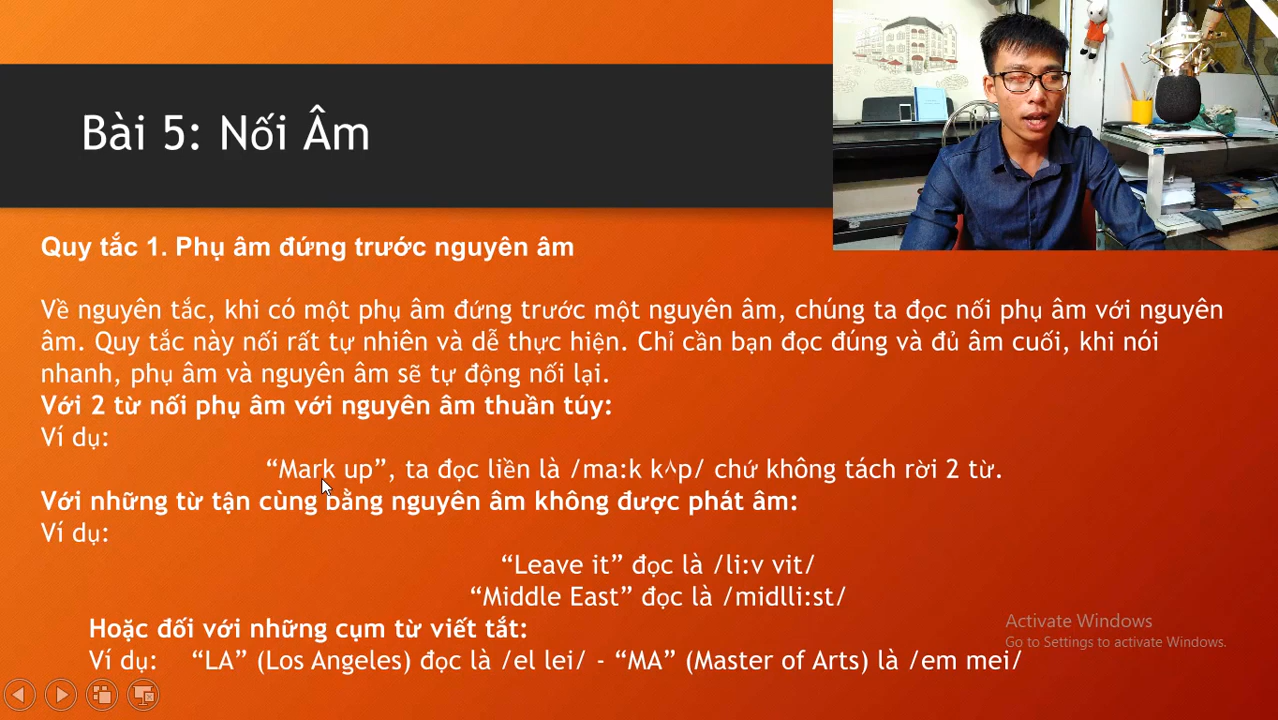 Bài 5: Nối Âm
Quy tắc 1. Phụ âm đứng trước nguyên âm
Về nguyên tắc, khi có một phụ âm đứng trước một nguyên âm, chúng ta đọc nối phụ âm với nguyên
âm. Quy tắc này nối rất tự nhiên và dễ thực hiện. Chỉ cần bạn đọc đúng và đủ âm cuối, khi nói
nhanh, phụ âm và nguyên âm sẽ tự động nối lại.
Với 2 từ nối phụ âm với nguyên âm thuần túy:
Ví dụ:
“Mark up”, ta đọc liền là /ma:k k^p/ chứ không tách rời 2 từ.
Với những từ tận cùng bằng nguyên âm không được phát âm:
Ví dụ:
“Leave it” đọc là /li:v vit/
“Middle East” đọc là /midlli:st/
Hoặc đối với những cụm từ viết tắt:
Ví dụ: “LA” (Los Angeles) đọc là /el lei/ - “MA” (Master of Arts) là /em mei/
Activate Windows
Go to Settings to activate Windows.